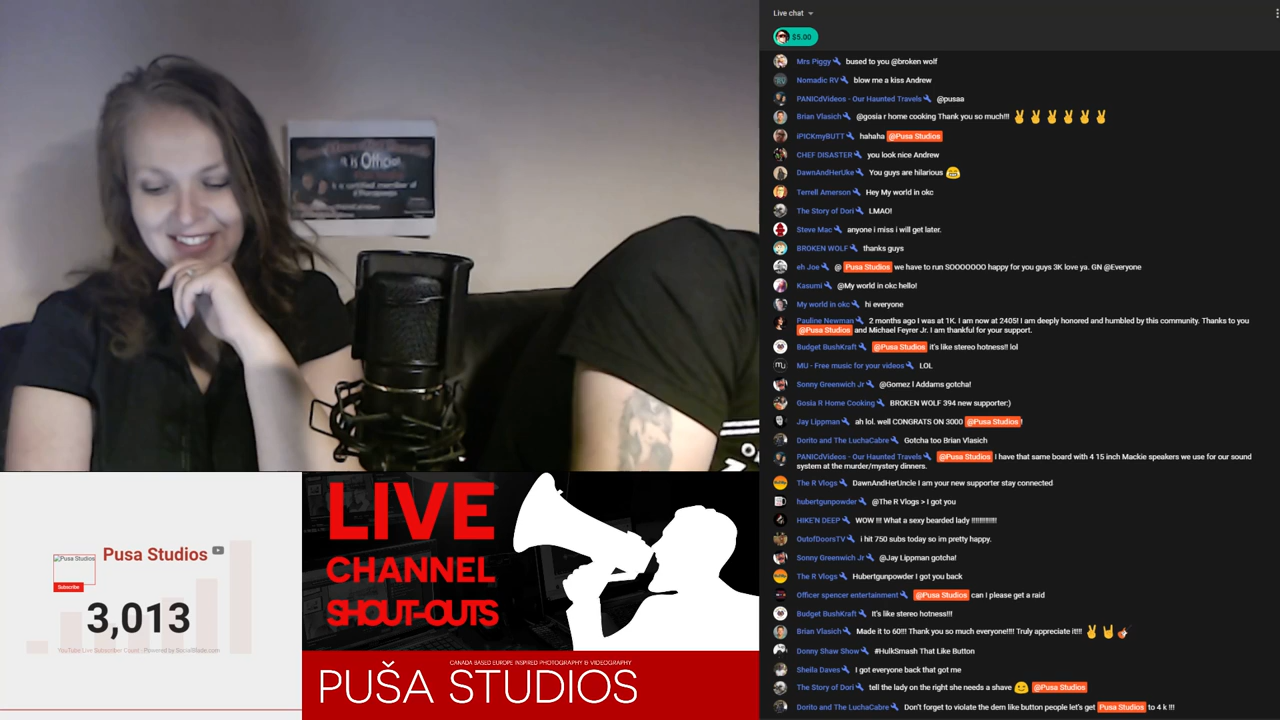 It is Official
Live chat
$5.00
Mrs Piggy bused to you @broken wolf
Nomadic RV blow me a kiss Andrew
PANICdVideos - Our Haunted Travels @pusaa
Brian Vlasich @gosia r home cooking Thank you so much!!!
iPICKmyBUTT hahaha @Pusa Studios
CHEF DISASTER you look nice Andrew
DawnAndHerUke You guys are hilarious
Terrell Amerson Hey My world in okc
The Story of Dori LMAO!
Steve Mac anyone i miss i will get later.
BROKEN WOLF thanks guys
eh Joe @ Pusa Studios we have to run SOOOOOOO happy for you guys 3K love ya. GN @Everyone
Kasumi @My world in okc hello!
My world in okc hi everyone
Pauline Newman 2 months ago I was at 1K. I am now at 2405! I am deeply honored and humbled by this community. Thanks to you
@Pusa Studios and Michael Feyrer Jr. I am thankful for your support.
Budget BushKraft @Pusa Studios it's like stereo hotness!! lol
MU - Free music for your videos LOL
Sonny Greenwich Jr @Gomez l Addams gotcha!
Gosia R Home Cooking BROKEN WOLF 394 new supporter:)
Jay Lippman ah lol. well CONGRATS ON 3000 @Pusa Studios!
Dorito and The LuchaCabre Gotcha too Brian Vlasich
PANICdVideos - Our Haunted Travels @Pusa Studios I have that same board with 4 15 inch Mackie speakers we use for our sound
system at the murder/mystery dinners.
The R Vlogs DawnAndHerUncle I am your new supporter stay connected
hubertgunpowder @The R Vlogs > I got you
HIKE'N DEEP WOW !!! What a sexy bearded lady !!!!!!!!!!!!!
OutofDoorsTV i hit 750 subs today so im pretty happy.
Sonny Greenwich Jr @Jay Lippman gotcha!
The R Vlogs Hubertgunpowder I got you back
Officer spencer entertainment @Pusa Studios can I please get a raid
Budget BushKraft It's like stereo hotness!!!
Brian Vlasich Made it to 60!!! Thank you so much everyone!!!! Truly appreciate it!!!
Donny Shaw Show #HulkSmash That Like Button
Sheila Daves I got everyone back that got me
The Story of Dori tell the lady on the right she needs a shave @Pusa Studios
Dorito and The LuchaCabre Don't forget to violate the dem like button people let's get Pusa Studios to 4 k !!!
Pusa Studios
Pusa Studios
Subscribe
3,013
YouTube Live Subscriber Count - Powered by SocialBlade.com
LIVE
CHANNEL
SHOUT-OUTS
CANADA BASED EUROPE INSPIRED PHOTOGRAPHY & VIDEOGRAPHY
PUŠA STUDIOS